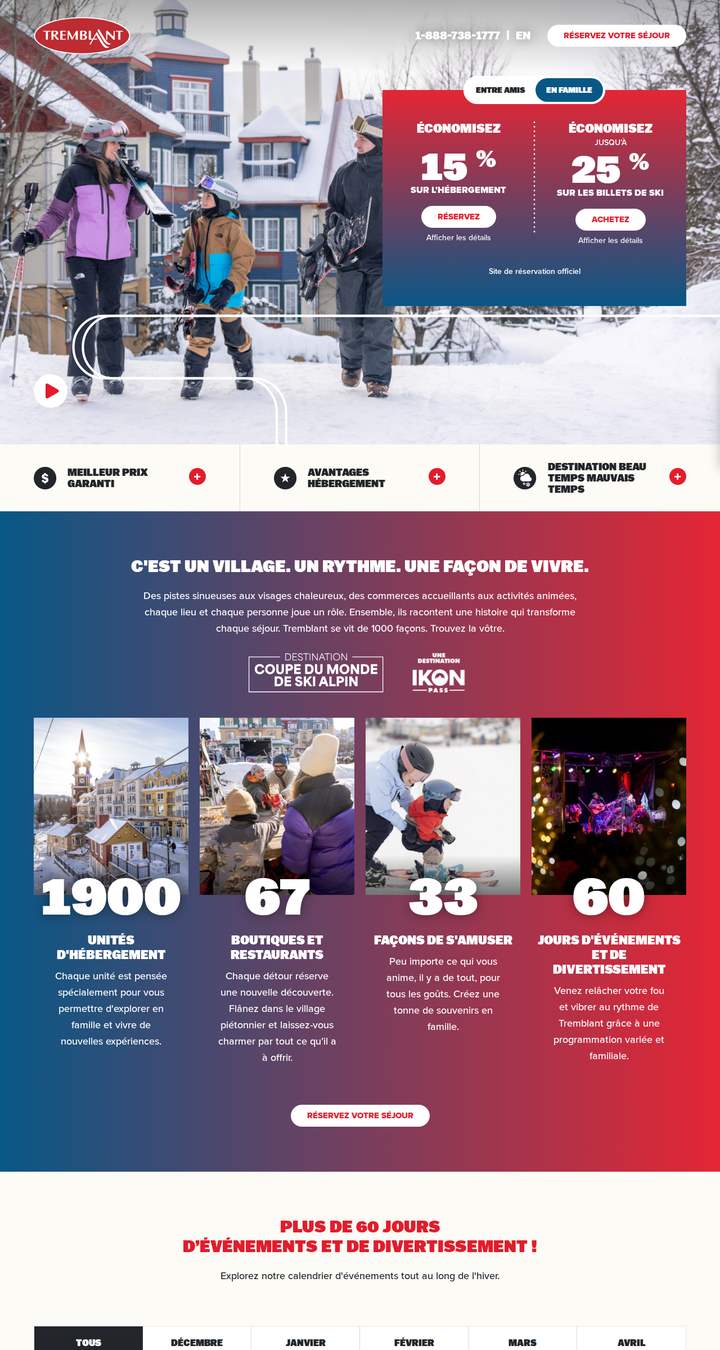 TREMBLANT
1-888-738-1777 | EN
RÉSERVEZ VOTRE SÉJOUR
ENTRE AMIS
EN FAMILLE
ÉCONOMISEZ
15 %
SUR L'HÉBERGEMENT
RÉSERVEZ
Afficher les détails
ÉCONOMISEZ
JUSQU'À
25 %
SUR LES BILLETS DE SKI
ACHETEZ
Afficher les détails
Site de réservation officiel
MEILLEUR PRIX
GARANTI
AVANTAGES
HÉBERGEMENT
DESTINATION BEAU
TEMPS MAUVAIS
TEMPS
C'EST UN VILLAGE. UN RYTHME. UNE FAÇON DE VIVRE.
Des pistes sinueuses aux visages chaleureux, des commerces accueillants aux activités animées,
chaque lieu et chaque personne joue un rôle. Ensemble, ils racontent une histoire qui transforme
chaque séjour. Tremblant se vit de 1000 façons. Trouvez la vôtre.
DESTINATION
COUPE DU MONDE
DE SKI ALPIN
UNE
DESTINATION
IKON
PASS
1900
UNITÉS
D'HÉBERGEMENT
Chaque unité est pensée
spécialement pour vous
permettre d'explorer en
famille et vivre de
nouvelles expériences.
67
BOUTIQUES ET
RESTAURANTS
Chaque détour réserve
une nouvelle découverte.
Flânez dans le village
piétonnier et laissez-vous
charmer par tout ce qu'il a
à offrir.
33
FAÇONS DE S'AMUSER
Peu importe ce qui vous
anime, il y a de tout, pour
tous les goûts. Créez une
tonne de souvenirs en
famille.
60
JOURS D'ÉVÉNEMENTS
ET DE
DIVERTISSEMENT
Venez relâcher votre fou
et vibrer au rythme de
Tremblant grâce à une
programmation variée et
familiale.
RÉSERVEZ VOTRE SÉJOUR
PLUS DE 60 JOURS
D'ÉVÉNEMENTS ET DE DIVERTISSEMENT !
Explorez notre calendrier d'événements tout au long de l'hiver.
TOUS
DÉCEMBRE
JANVIER
FÉVRIER
MARS
AVRIL